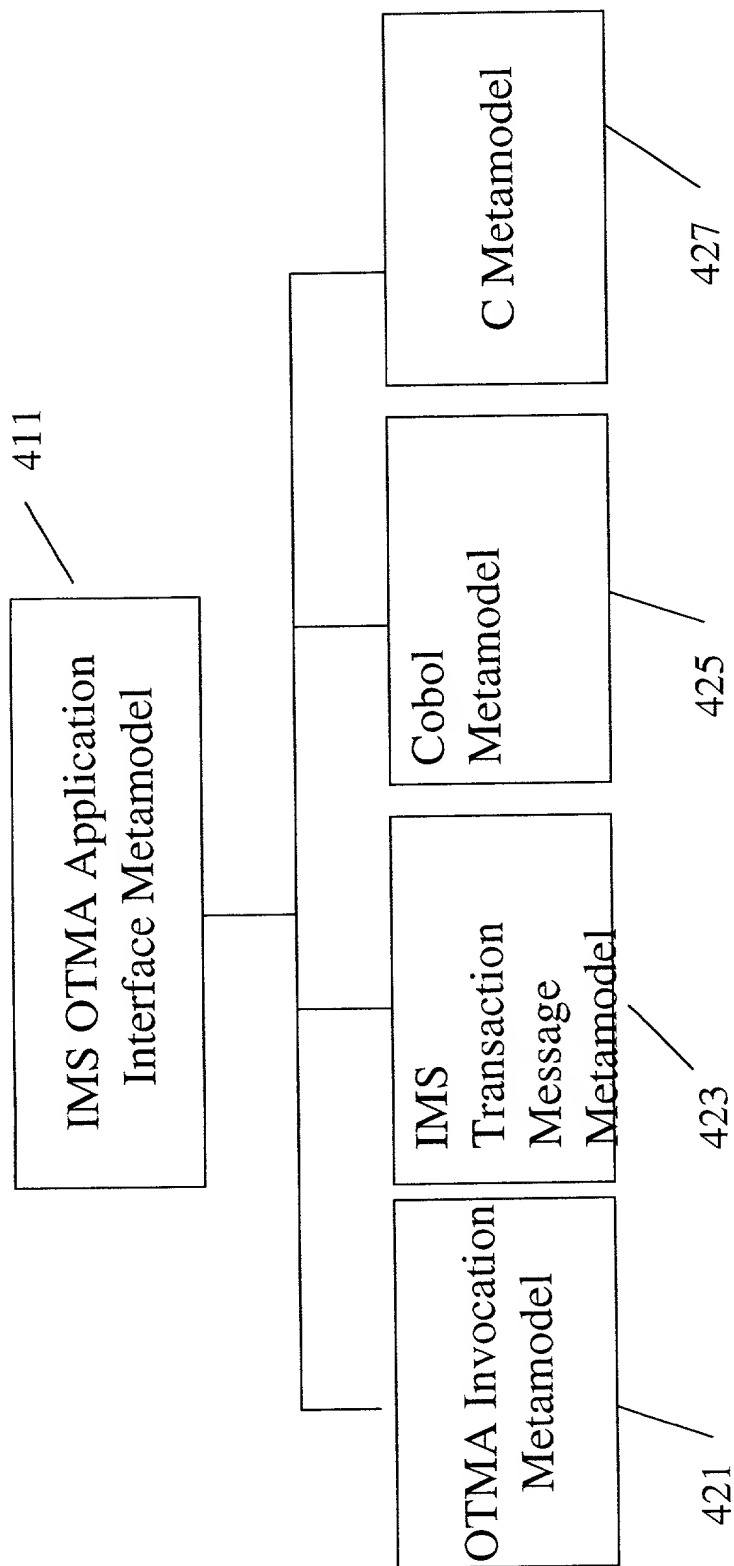 IMS OTMA Application
Interface Metamodel
411
OTMA Invocation
Metamodel
IMS
Transaction
Message
Metamodel
Cobol
Metamodel
C Metamodel
421
423
425
427